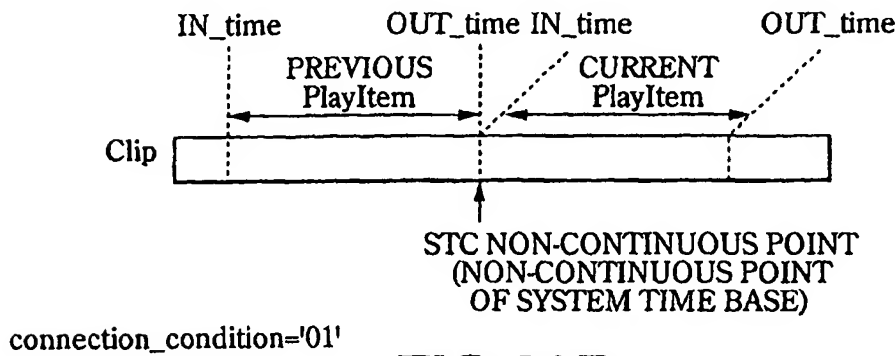 IN_time OUT_time IN_time OUT_time
PREVIOUS CURRENT
PlayItem PlayItem
Clip
STC NON-CONTINUOUS POINT
(NON-CONTINUOUS POINT
OF SYSTEM TIME BASE)
connection_condition='01'